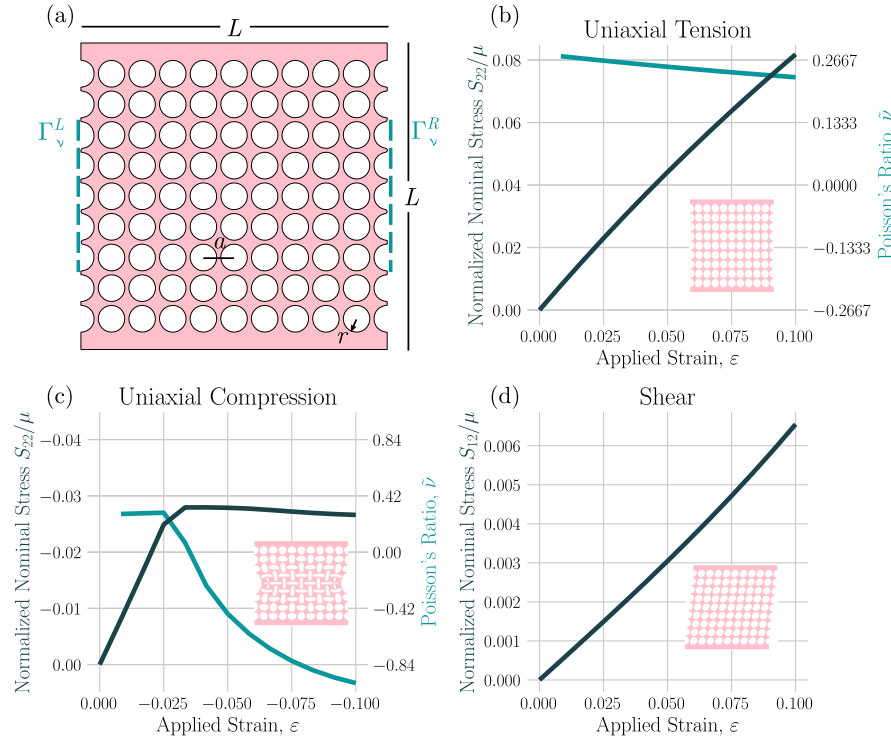 (a)
L
Γ_ν^L
Γ_ν^R
L
a
r
(b)
Uniaxial Tension
Normalized Nominal Stress S₂₂/μ
0.08
0.06
0.04
0.02
0.00
0.2667
0.1333
0.0000
−0.1333
−0.2667
Poisson's Ratio, ν̃
0.000 0.025 0.050 0.075 0.100
Applied Strain, ε
(c)
Uniaxial Compression
Normalized Nominal Stress S₂₂/μ
−0.04
−0.03
−0.02
−0.01
0.00
0.84
0.42
0.00
−0.42
−0.84
Poisson's Ratio, ν̃
0.000 −0.025 −0.050 −0.075 −0.100
Applied Strain, ε
(d)
Shear
Normalized Nominal Stress S₁₂/μ
0.006
0.005
0.004
0.003
0.002
0.001
0.000
0.000 0.025 0.050 0.075 0.100
Applied Strain, ε